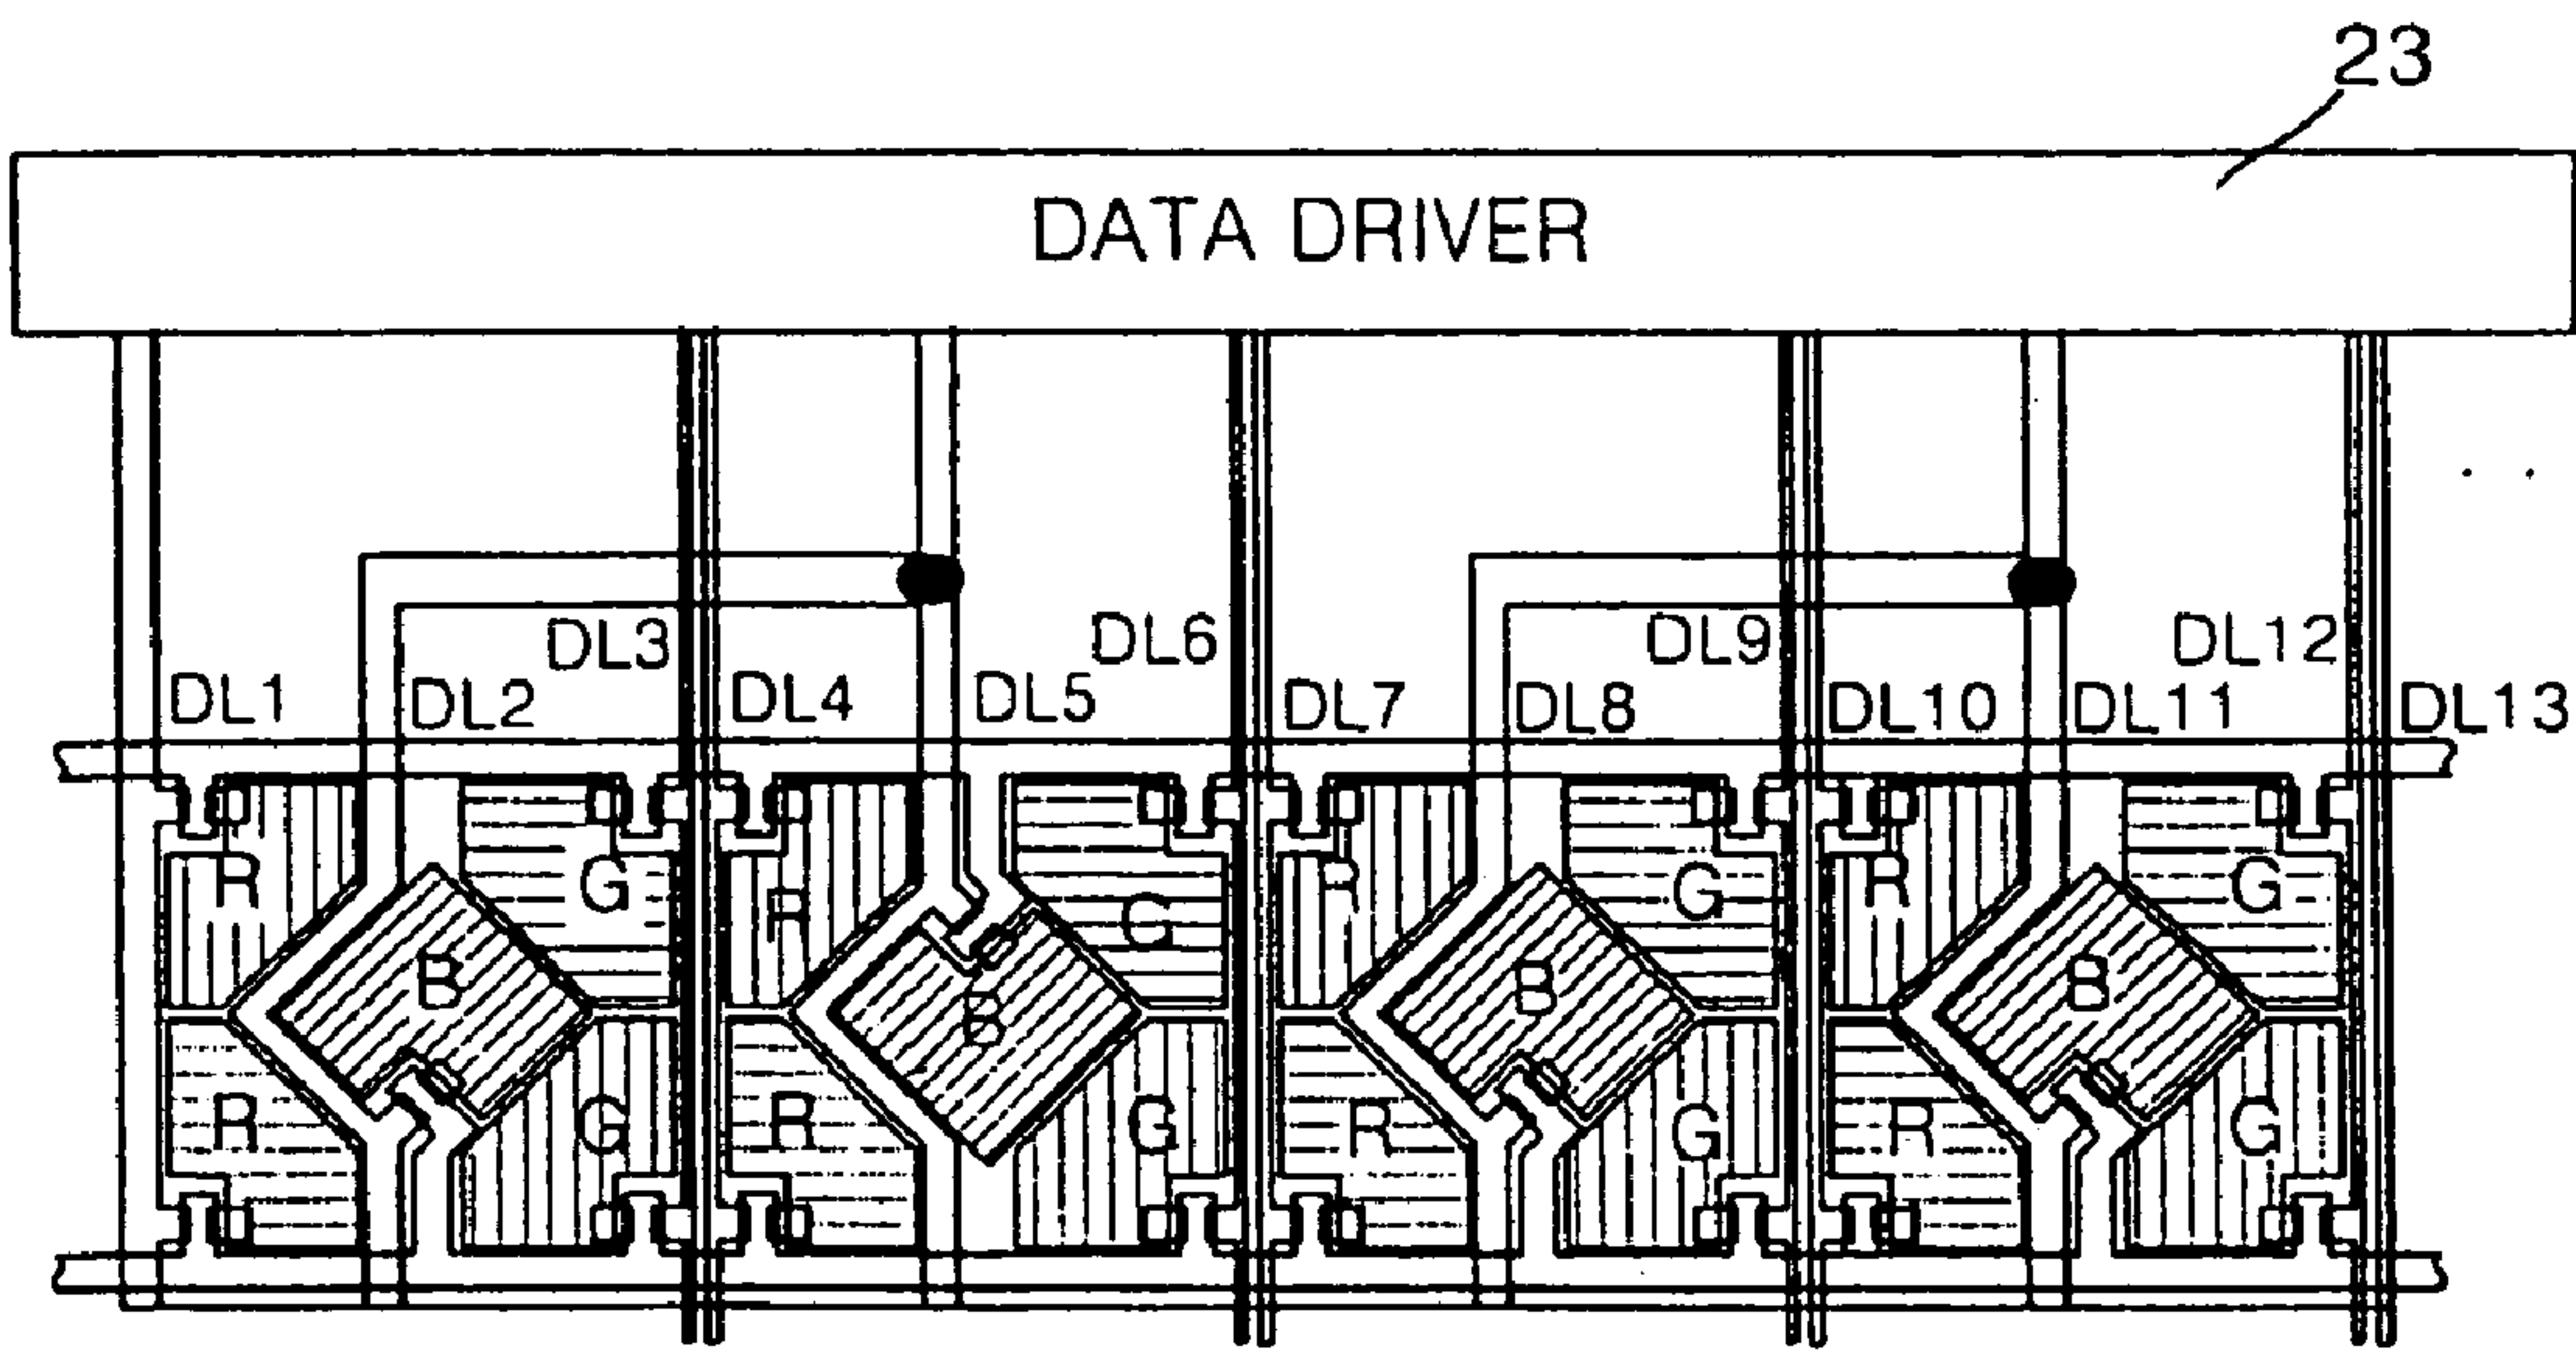 23
DATA DRIVER
DL3 DL6 DL9 DL12
DL1 DL2 DL4 DL5 DL7 DL8 DL10 DL11 DL13
R G R G R G R G
B B B B
R G R G R G R G